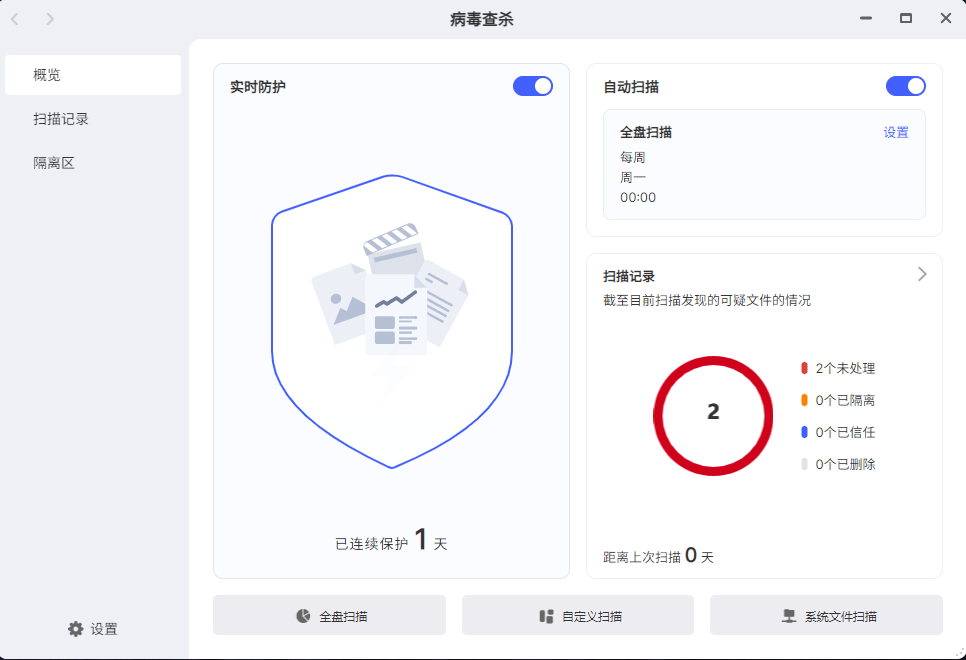 病毒查杀
概览
扫描记录
隔离区
设置
实时防护
已连续保护 1 天
自动扫描
全盘扫描 设置
每周
周一
00:00
扫描记录
截至目前扫描发现的可疑文件的情况
2
2个未处理
0个已隔离
0个已信任
0个已删除
距离上次扫描 0 天
全盘扫描 自定义扫描 系统文件扫描